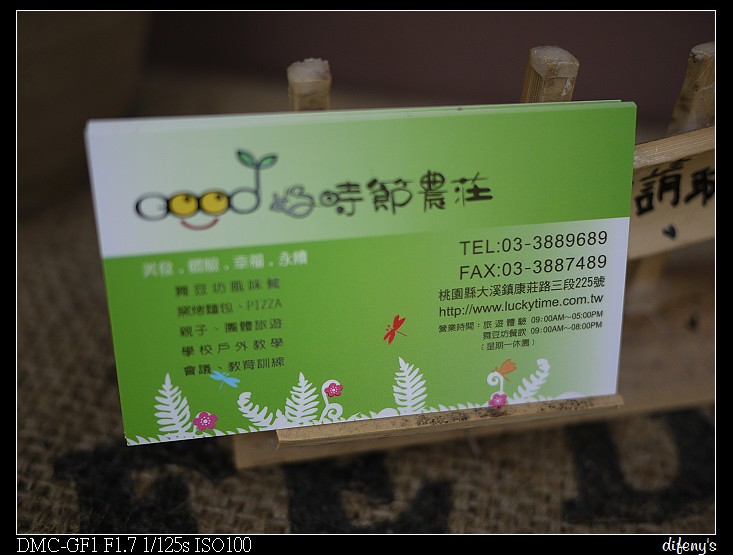 good 好時節農莊
TEL:03-3889689
FAX:03-3887489
桃園縣大溪鎮康莊路三段225號
http://www.luckytime.com.tw
營業時間：旅遊體驗 09:00AM~05:00PM
舞豆坊餐飲 09:00AM~08:00PM
(星期一休園)
美食．體驗．幸福．永續
舞豆坊風味餐
窯烤麵包、PIZZA
親子、團體旅遊
學校戶外教學
會議、教育訓練
請取
DMC-GF1 F1.7 1/125s ISO100
difeny's